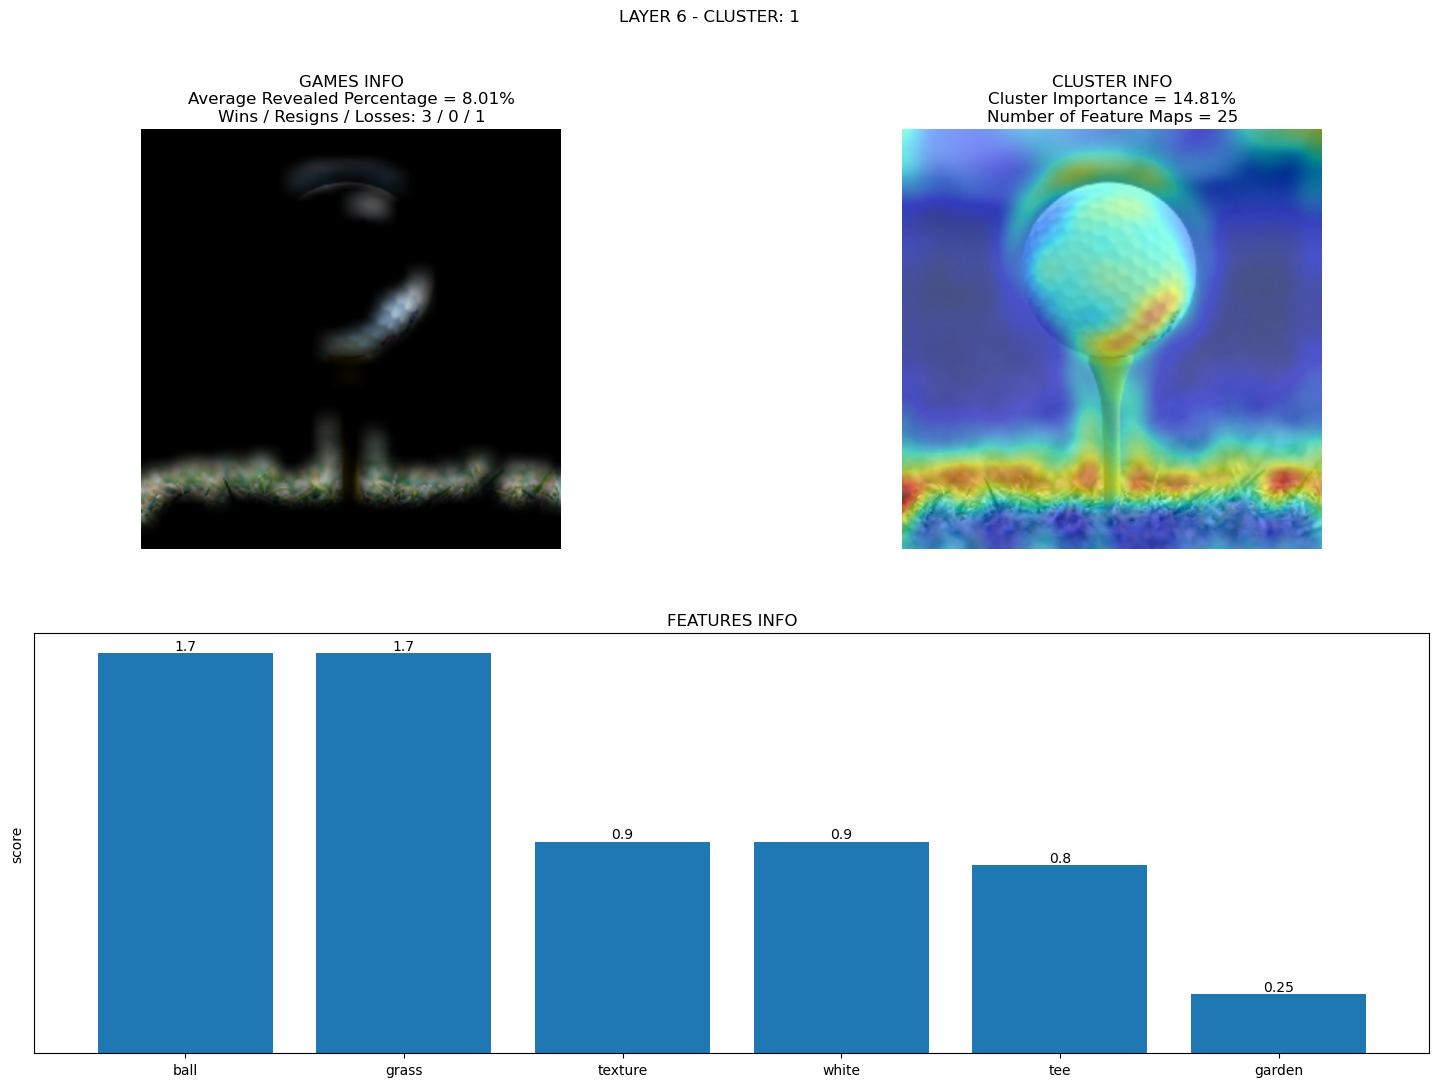 LAYER 6 - CLUSTER: 1
GAMES INFO
Average Revealed Percentage = 8.01%
Wins / Resigns / Losses: 3 / 0 / 1
CLUSTER INFO
Cluster Importance = 14.81%
Number of Feature Maps = 25
FEATURES INFO
score
1.7
1.7
0.9
0.9
0.8
0.25
ball
grass
texture
white
tee
garden